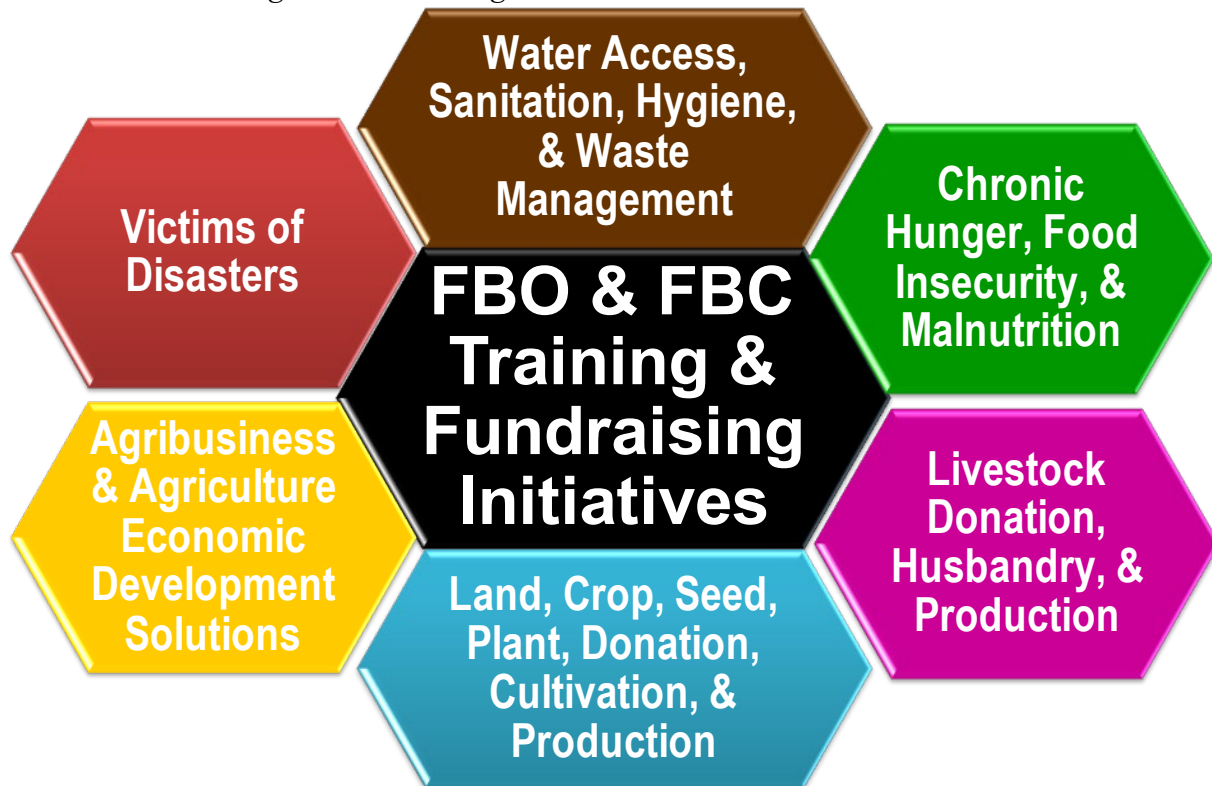 Water Access,
Sanitation, Hygiene,
& Waste
Management
Victims of
Disasters
Chronic
Hunger, Food
Insecurity, &
Malnutrition
FBO & FBC
Training &
Fundraising
Initiatives
Agribusiness
& Agriculture
Economic
Development
Solutions
Livestock
Donation,
Husbandry, &
Production
Land, Crop, Seed,
Plant, Donation,
Cultivation, &
Production